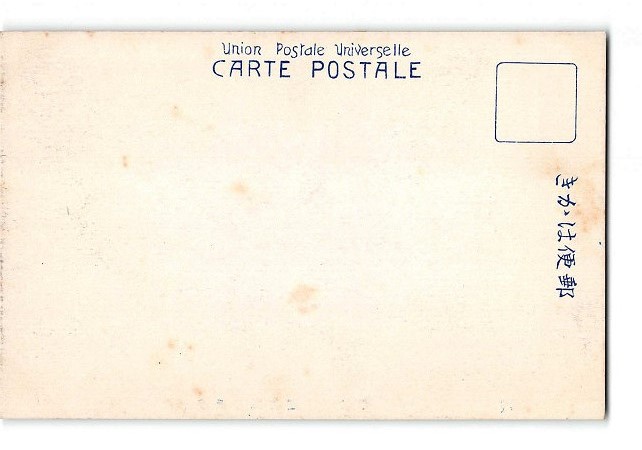 Union Postale Universelle
CARTE POSTALE
きかは便郵